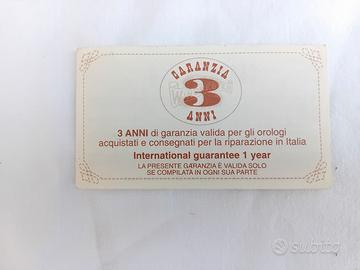 GARANZIA
3
ANNI
3 ANNI di garanzia valida per gli orologi
acquistati e consegnati per la riparazione in Italia
International guarantee 1 year
LA PRESENTE GARANZIA È VALIDA SOLO
SE COMPILATA IN OGNI SUA PARTE
subito